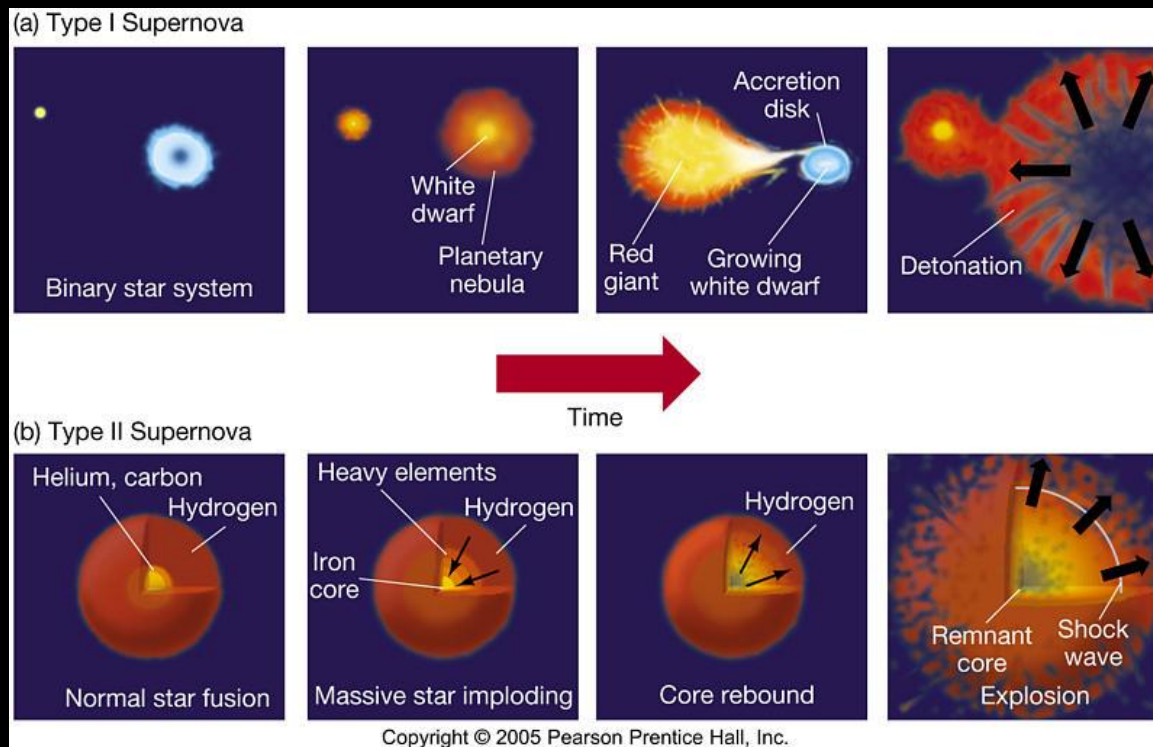 (a) Type I Supernova
Binary star system
White
dwarf
Planetary
nebula
Accretion
disk
Red
giant
Growing
white dwarf
Detonation
Time
(b) Type II Supernova
Helium, carbon
Hydrogen
Normal star fusion
Heavy elements
Hydrogen
Iron
core
Massive star imploding
Hydrogen
Core rebound
Remnant
core
Shock
wave
Explosion
Copyright © 2005 Pearson Prentice Hall, Inc.